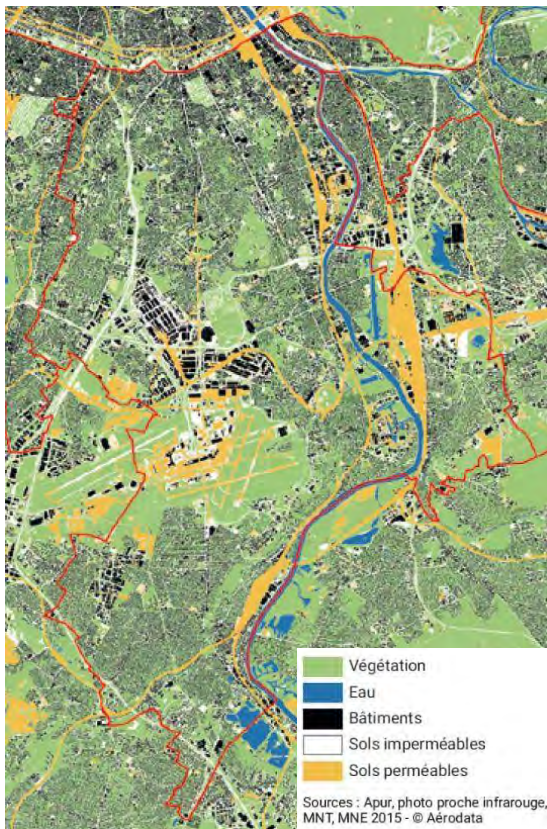 Végétation
Eau
Bâtiments
Sols imperméables
Sols perméables
Sources : Apur, photo proche infrarouge,
MNT, MNE 2015 - © Aérodata